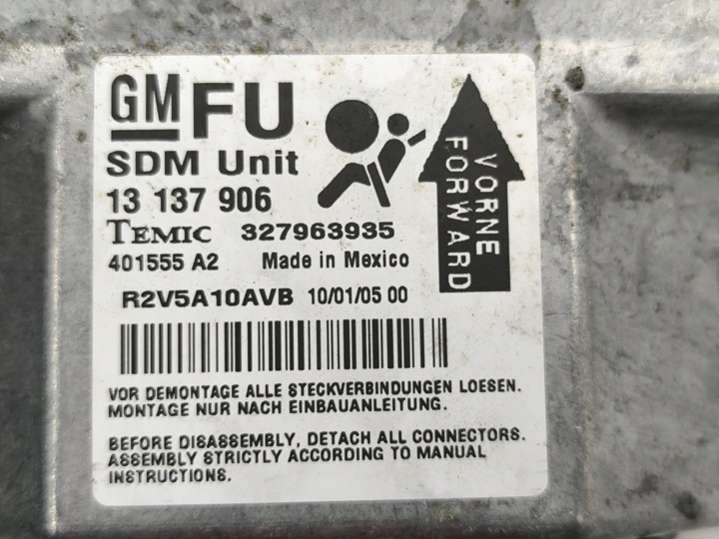 GM FU
SDM Unit
13 137 906
TEMIC 327963935
401555 A2 Made in Mexico
R2V5A10AVB 10/01/05 00
VORNE
FORWARD
VOR DEMONTAGE ALLE STECKVERBINDUNGEN LOESEN.
MONTAGE NUR NACH EINBAUANLEITUNG.
BEFORE DISASSEMBLY, DETACH ALL CONNECTORS.
ASSEMBLY STRICTLY ACCORDING TO MANUAL
INSTRUCTIONS.